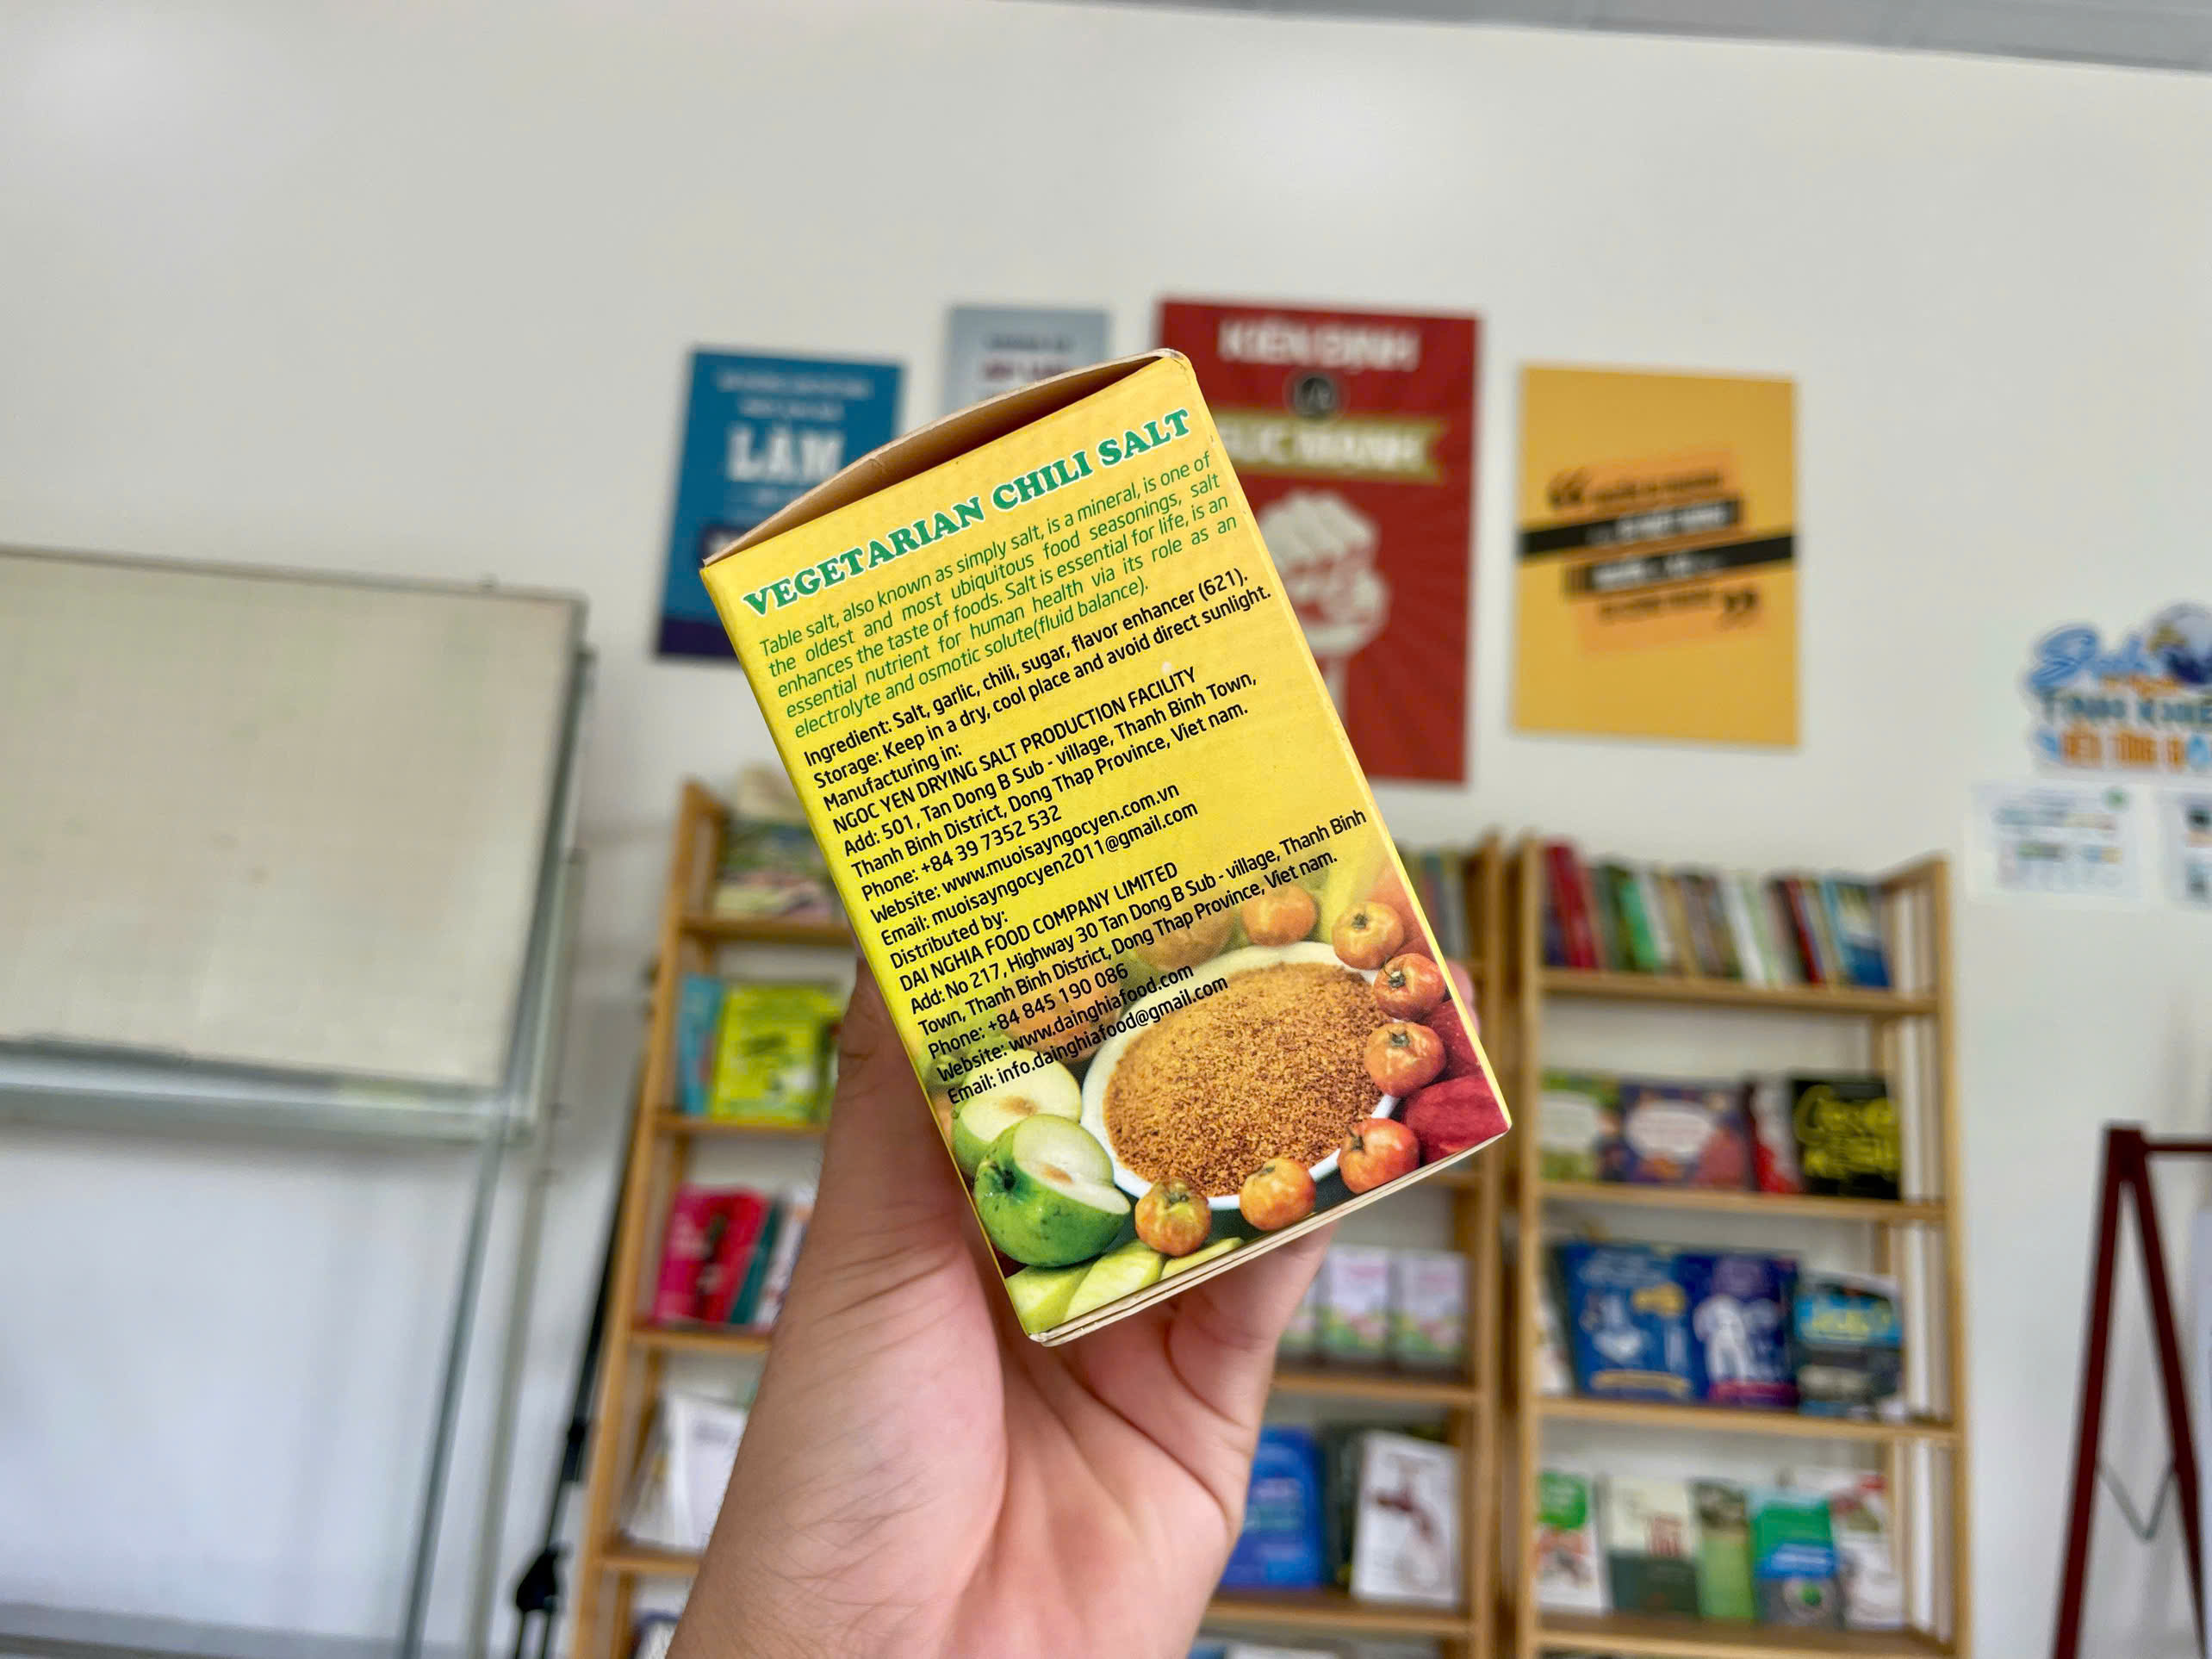 KIÊN ĐỊNH
LÀ
SỨC MẠNH
LÀM
VEGETARIAN CHILI SALT
Table salt, also known as simply salt, is a mineral, is one of
the oldest and most ubiquitous food seasonings, salt
enhances the taste of foods. Salt is essential for life, is an
essential nutrient for human health via its role as an
electrolyte and osmotic solute(fluid balance).
Ingredient: Salt, garlic, chili, sugar, flavor enhancer (621).
Storage: Keep in a dry, cool place and avoid direct sunlight.
Manufacturing in:
NGOC YEN DRYING SALT PRODUCTION FACILITY
Add: 501, Tan Dong B Sub - village, Thanh Binh Town,
Thanh Binh District, Dong Thap Province, Viet nam.
Phone: +84 39 7352 532
Website: www.muoisayngocyen.com.vn
Email: muoisayngocyen2011@gmail.com
Distributed by:
DAI NGHIA FOOD COMPANY LIMITED
Add: No 217, Highway 30 Tan Dong B Sub - village, Thanh Binh
Town, Thanh Binh District, Dong Thap Province, Viet nam.
Phone: +84 845 190 086
Website: www.dainghiafood.com
Email: info.dainghiafood@gmail.com